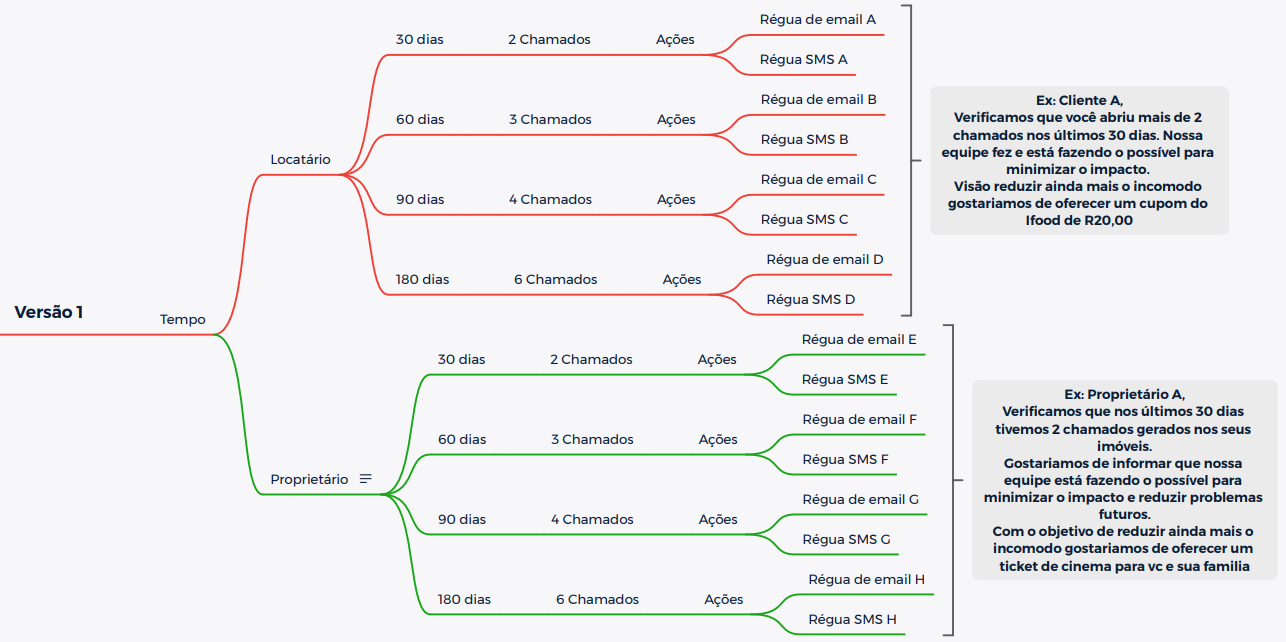 Versão 1
Tempo
Locatário
30 dias
2 Chamados
Ações
Régua de email A
Régua SMS A
60 dias
3 Chamados
Ações
Régua de email B
Régua SMS B
90 dias
4 Chamados
Ações
Régua de email C
Régua SMS C
180 dias
6 Chamados
Ações
Régua de email D
Régua SMS D
Ex: Cliente A,
Verificamos que você abriu mais de 2
chamados nos últimos 30 dias. Nossa
equipe fez e está fazendo o possível para
minimizar o impacto.
Visão reduzir ainda mais o incomodo
gostariamos de oferecer um cupom do
Ifood de R20,00
Proprietário
30 dias
2 Chamados
Ações
Régua de email E
Régua SMS E
60 dias
3 Chamados
Ações
Régua de email F
Régua SMS F
90 dias
4 Chamados
Ações
Régua de email G
Régua SMS G
180 dias
6 Chamados
Ações
Régua de email H
Régua SMS H
Ex: Proprietário A,
Verificamos que nos últimos 30 dias
tivemos 2 chamados gerados nos seus
imóveis.
Gostariamos de informar que nossa
equipe está fazendo o possível para
minimizar o impacto e reduzir problemas
futuros.
Com o objetivo de reduzir ainda mais o
incomodo gostariamos de oferecer um
ticket de cinema para vc e sua familia